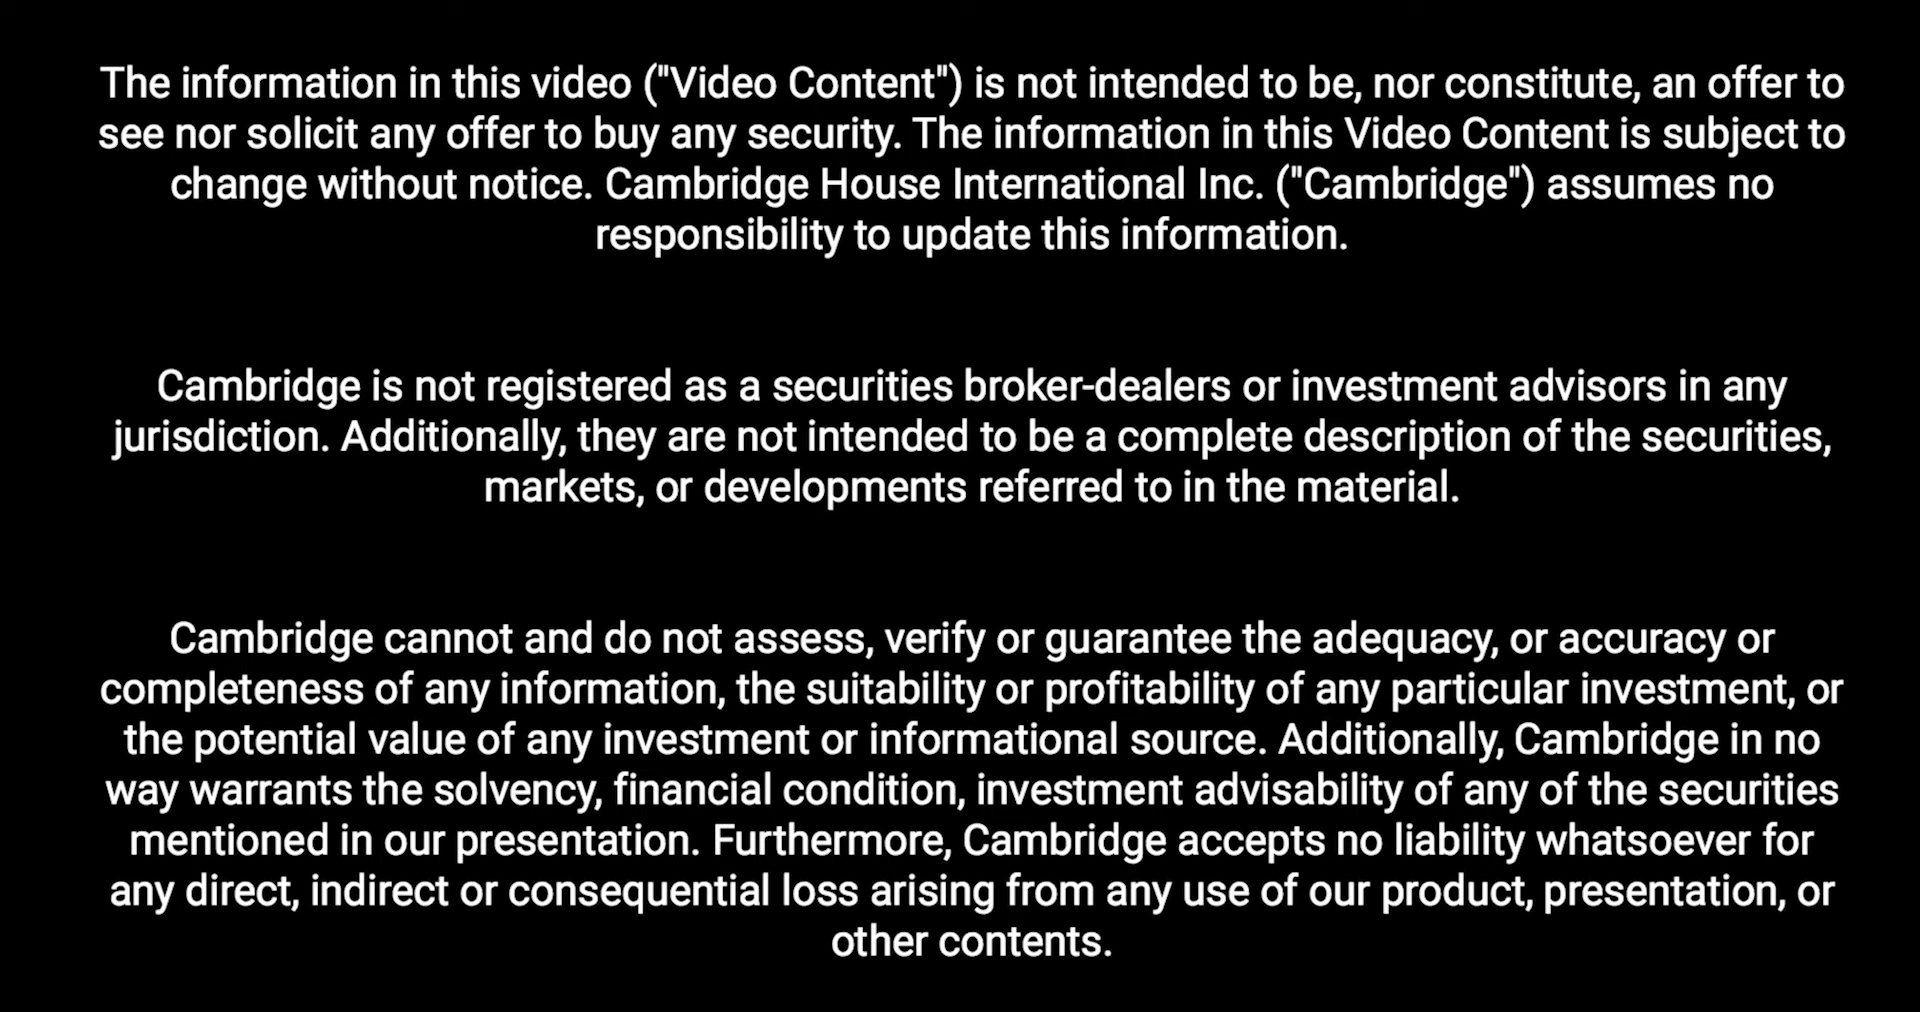 The information in this video ("Video Content") is not intended to be, nor constitute, an offer to
see nor solicit any offer to buy any security. The information in this Video Content is subject to
change without notice. Cambridge House International Inc. ("Cambridge") assumes no
responsibility to update this information.
Cambridge is not registered as a securities broker-dealers or investment advisors in any
jurisdiction. Additionally, they are not intended to be a complete description of the securities,
markets, or developments referred to in the material.
Cambridge cannot and do not assess, verify or guarantee the adequacy, or accuracy or
completeness of any information, the suitability or profitability of any particular investment, or
the potential value of any investment or informational source. Additionally, Cambridge in no
way warrants the solvency, financial condition, investment advisability of any of the securities
mentioned in our presentation. Furthermore, Cambridge accepts no liability whatsoever for
any direct, indirect or consequential loss arising from any use of our product, presentation, or
other contents.